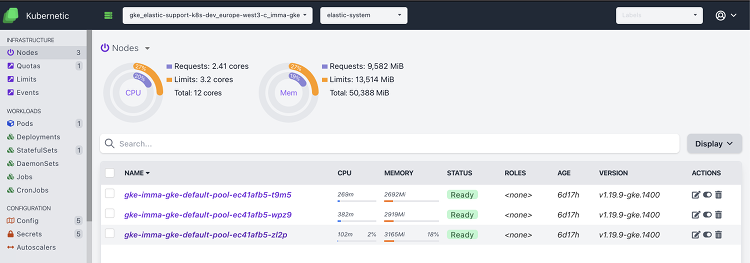 Kubernetic
gke_elastic-support-k8s-dev_europe-west3-c_imma-gke
elastic-system
Labels
INFRASTRUCTURE
Nodes 3
Quotas 1
Limits
Events
WORKLOADS
Pods 1
Deployments
StatefulSets 1
DaemonSets
Jobs
CronJobs
CONFIGURATION
Config 5
Secrets 5
Autoscalers
Nodes
27%
20%
CPU
Requests: 2.41 cores
Limits: 3.2 cores
Total: 12 cores
27%
19%
Mem
Requests: 9,582 MiB
Limits: 13,514 MiB
Total: 50,388 MiB
Search...
Display
NAME CPU MEMORY STATUS ROLES AGE VERSION ACTIONS
gke-imma-gke-default-pool-ec41afb5-t9m5 269m 2692Mi Ready <none> 6d17h v1.19.9-gke.1400
gke-imma-gke-default-pool-ec41afb5-wpz9 382m 2919Mi Ready <none> 6d17h v1.19.9-gke.1400
gke-imma-gke-default-pool-ec41afb5-zl2p 102m 2% 3165Mi 18% Ready <none> 6d17h v1.19.9-gke.1400